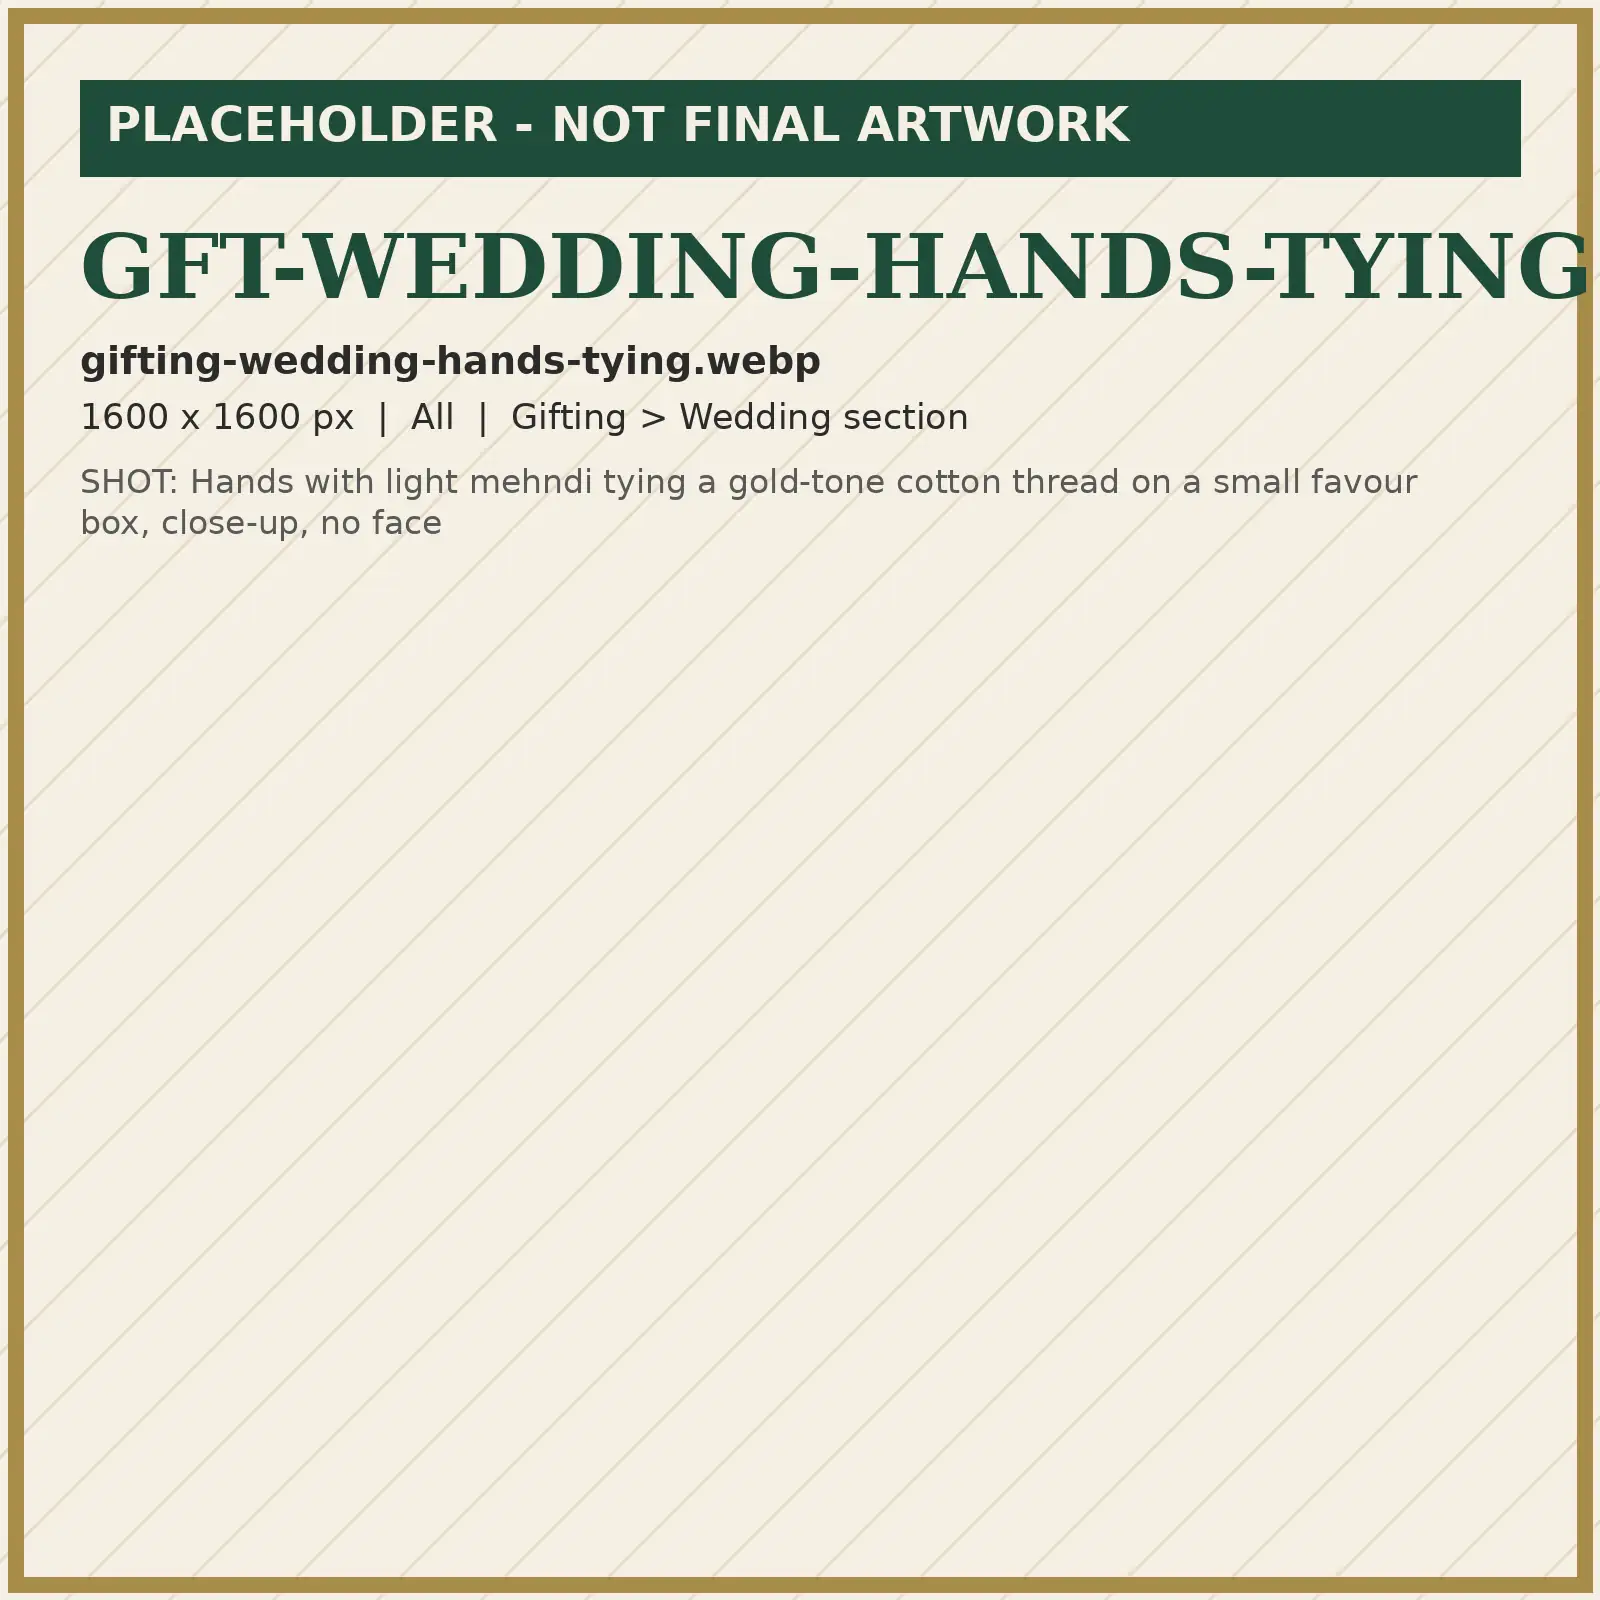 PLACEHOLDER - NOT FINAL ARTWORK
GFT-WEDDING-HANDS-TYING
gifting-wedding-hands-tying.webp
1600 x 1600 px | All | Gifting > Wedding section
SHOT: Hands with light mehndi tying a gold-tone cotton thread on a small favour
box, close-up, no face